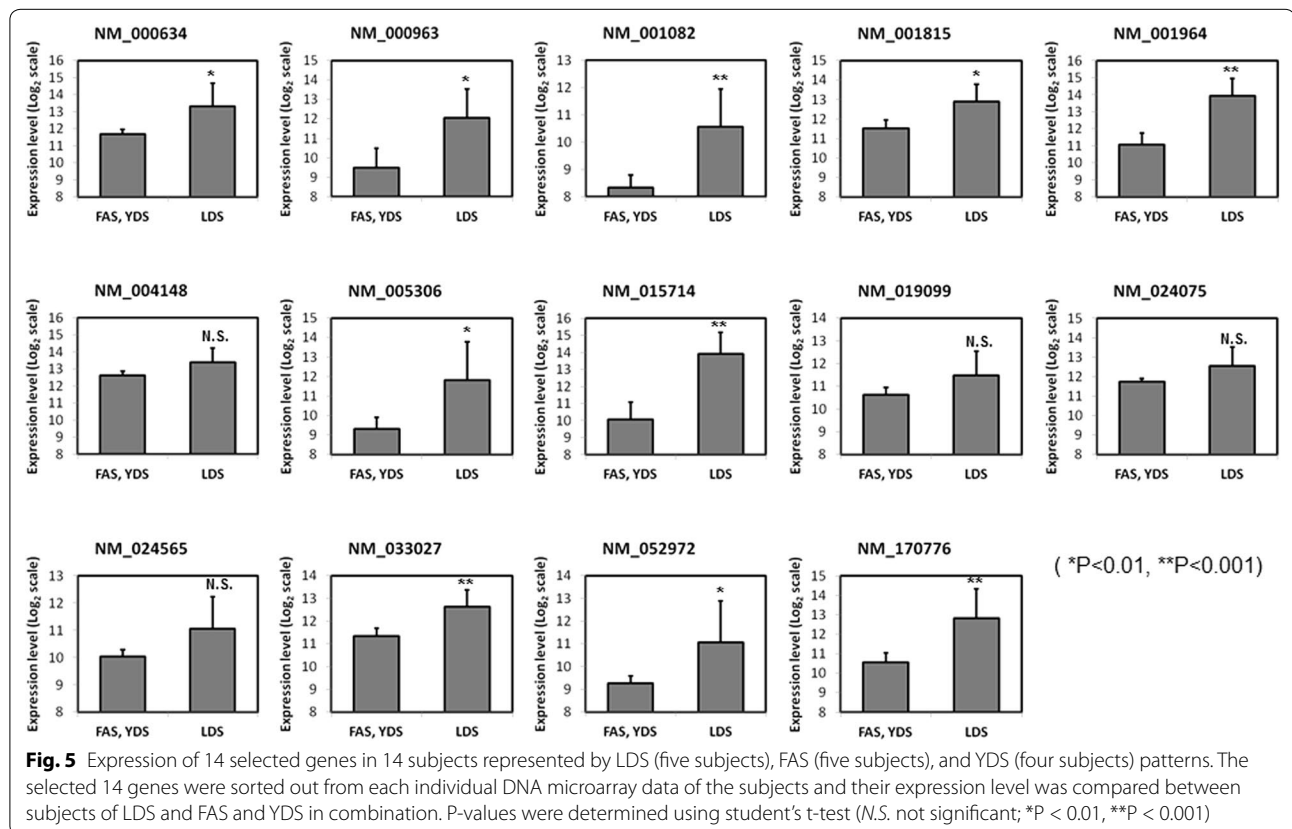 NM_000634 NM_000963 NM_001082 NM_001815 NM_001964
Expression level (Log₂ scale) 16 15 14 13 12 11 10 9 8 * FAS, YDS LDS
Expression level (Log₂ scale) 15 14 13 12 11 10 9 8 * FAS, YDS LDS
Expression level (Log₂ scale) 13 12 11 10 9 8 ** FAS, YDS LDS
Expression level (Log₂ scale) 15 14 13 12 11 10 9 8 * FAS, YDS LDS
Expression level (Log₂ scale) 16 15 14 13 12 11 10 9 8 ** FAS, YDS LDS
NM_004148 NM_005306 NM_015714 NM_019099 NM_024075
Expression level (Log₂ scale) 16 15 14 13 12 11 10 9 8 N.S. FAS, YDS LDS
Expression level (Log₂ scale) 15 14 13 12 11 10 9 8 * FAS, YDS LDS
Expression level (Log₂ scale) 16 15 14 13 12 11 10 9 8 ** FAS, YDS LDS
Expression level (Log₂ scale) 14 13 12 11 10 9 8 N.S. FAS, YDS LDS
Expression level (Log₂ scale) 15 14 13 12 11 10 9 8 N.S. FAS, YDS LDS
NM_024565 NM_033027 NM_052972 NM_170776
Expression level (Log₂ scale) 13 12 11 10 9 8 N.S. FAS, YDS LDS
Expression level (Log₂ scale) 14 13 12 11 10 9 8 ** FAS, YDS LDS
Expression level (Log₂ scale) 14 13 12 11 10 9 8 * FAS, YDS LDS
Expression level (Log₂ scale) 15 14 13 12 11 10 9 8 ** FAS, YDS LDS
( *P<0.01, **P<0.001)
Fig. 5 Expression of 14 selected genes in 14 subjects represented by LDS (five subjects), FAS (five subjects), and YDS (four subjects) patterns. The
selected 14 genes were sorted out from each individual DNA microarray data of the subjects and their expression level was compared between
subjects of LDS and FAS and YDS in combination. P-values were determined using student's t-test (N.S. not significant; *P < 0.01, **P < 0.001)